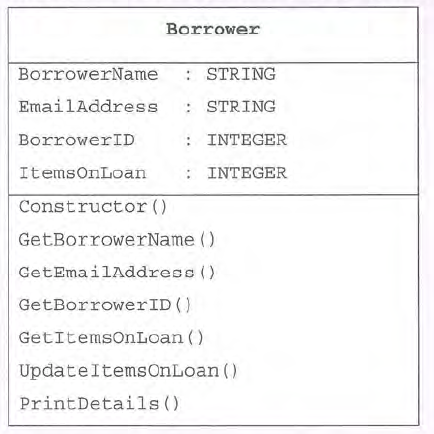 Borrower
BorrowerName : STRING
EmailAddress : STRING
BorrowerID : INTEGER
ItemsOnLoan : INTEGER
Constructor()
GetBorrowerName()
GetEmailAddress()
GetBorrowerID()
GetItemsOnLoan()
UpdateItemsOnLoan()
PrintDetails()